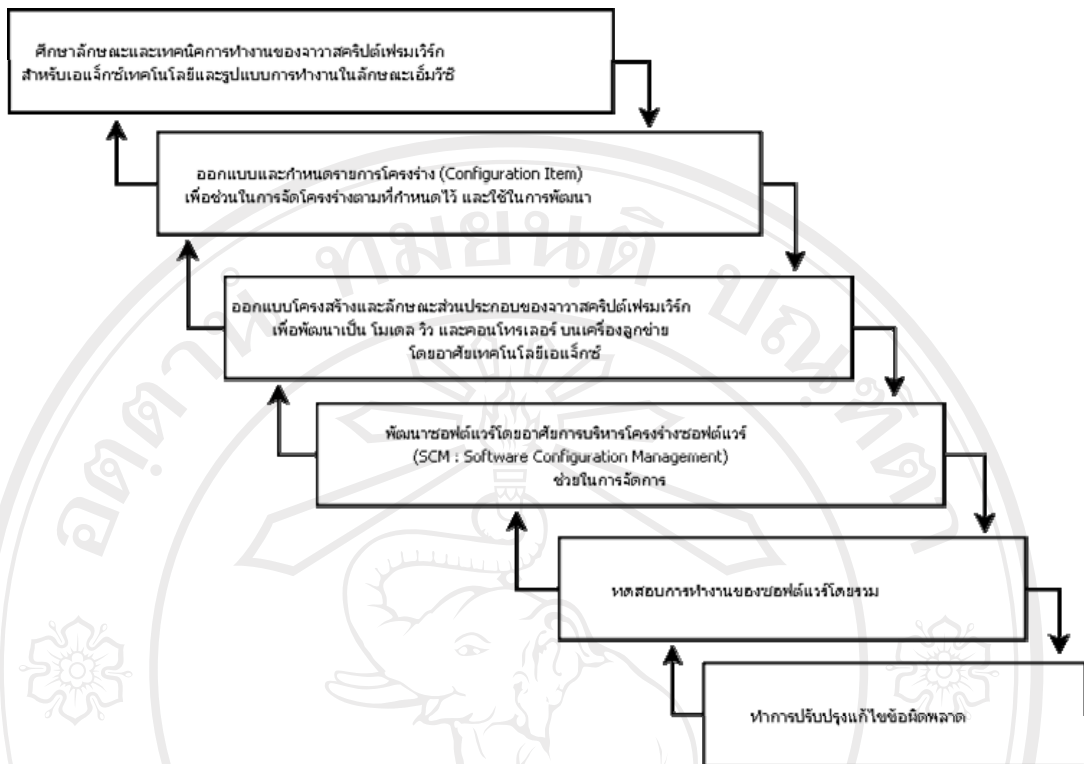 ศึกษาลักษณะและเทคนิคการทำงานของจาวาสคริปต์เฟรมเวิร์ก
สำหรับเอแจ็กซ์เทคโนโลยีและรูปแบบการทำงานในลักษณะเอ็มวีซี
ออกแบบและกำหนดรายการโครงร่าง (Configuration Item)
เพื่อช่วยในการจัดโครงร่างตามที่กำหนดไว้ และใช้ในการพัฒนา
ออกแบบโครงสร้างและลักษณะส่วนประกอบของจาวาสคริปต์เฟรมเวิร์ก
เพื่อพัฒนาเป็น โมเดล วิว และคอนโทรเลอร์ บนเครื่องลูกข่าย
โดยอาศัยเทคโนโลยีเอแจ็กซ์
พัฒนาซอฟต์แวร์โดยอาศัยการบริหารโครงร่างซอฟต์แวร์
(SCM : Software Configuration Management)
ช่วยในการจัดการ
ทดสอบการทำงานของซอฟต์แวร์โดยรวม
ทำการปรับปรุงแก้ไขข้อผิดพลาด